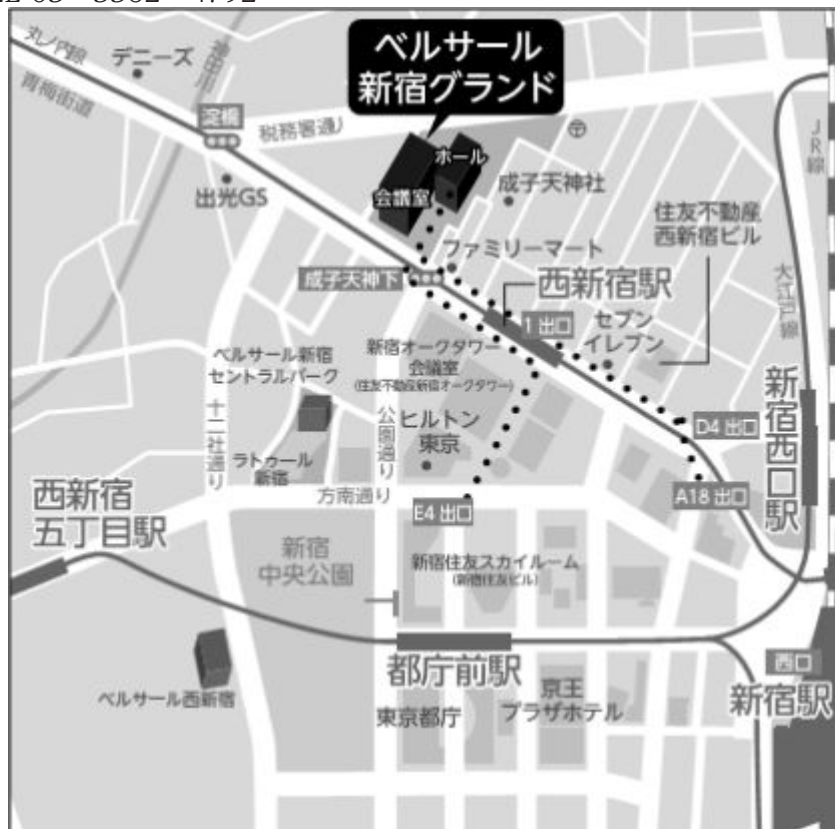 ベルサール
新宿グランド
丸ノ内線
デニーズ
神田川
青梅街道
淀橋
税務署通り
JR線
ホール
会議室
出光GS
成子天神社
住友不動産
西新宿ビル
ファミリーマート
成子天神下
西新宿駅
大江戸線
1 出口
セブン
イレブン
ベルサール新宿
セントラルパーク
新宿オークタワー
会議室
(住友不動産新宿オークタワー)
十二社通り
公園通り
ヒルトン
東京
新宿西口駅
D4 出口
ラトゥール
新宿
西新宿
五丁目駅
方南通り
E4 出口
A18 出口
新宿
中央公園
新宿住友スカイルーム
(新宿住友ビル)
ベルサール西新宿
都庁前駅
西口
新宿駅
東京都庁
京王
プラザホテル